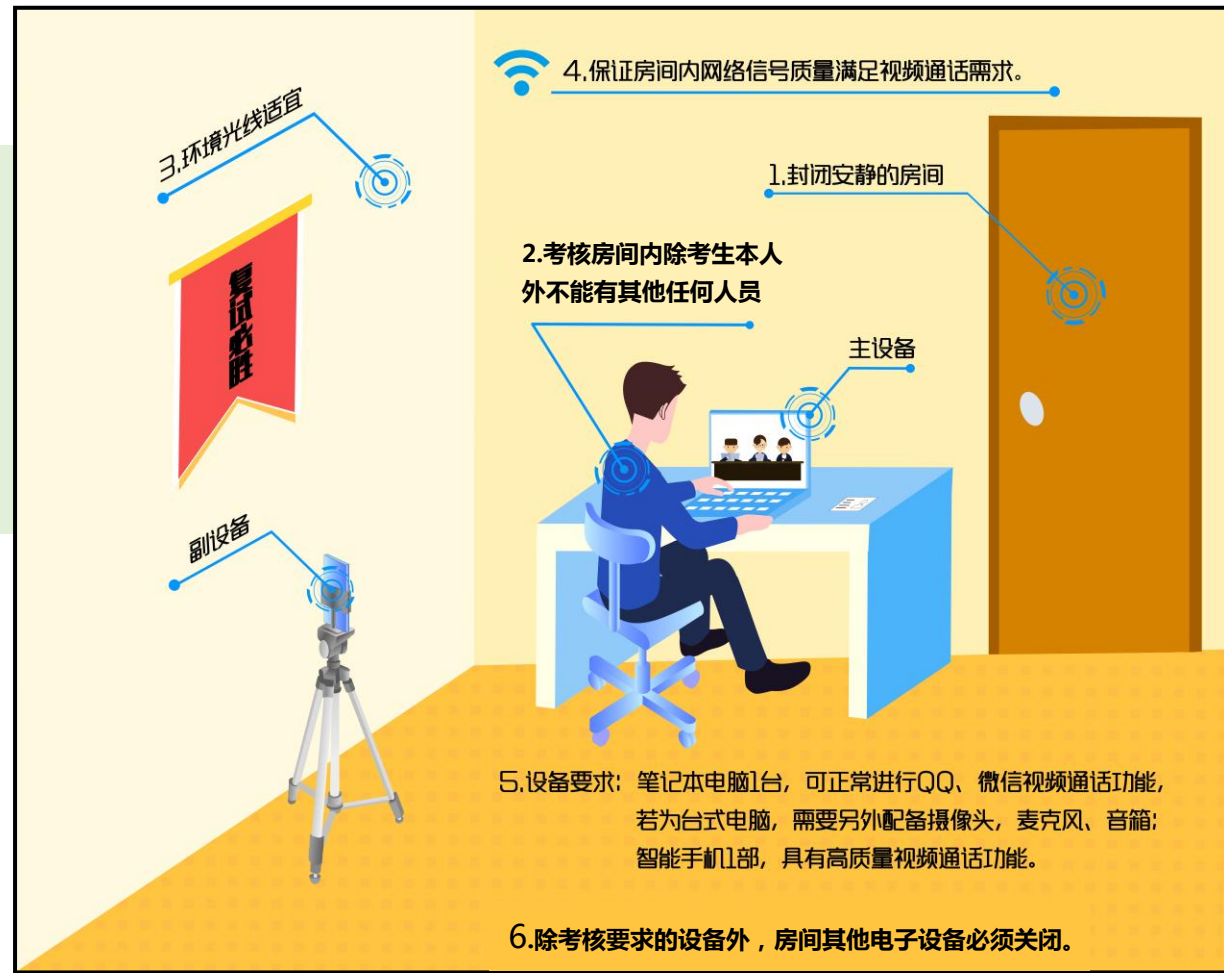 4.保证房间内网络信号质量满足视频通话需求。
3.环境光线适宜
1.封闭安静的房间
2.考核房间内除考生本人
外不能有其他任何人员
复试必胜
主设备
副设备
5.设备要求: 笔记本电脑1台, 可正常进行QQ、微信视频通话功能,
若为台式电脑, 需要另外配备摄像头, 麦克风、音箱;
智能手机1部, 具有高质量视频通话功能。
6.除考核要求的设备外，房间其他电子设备必须关闭。